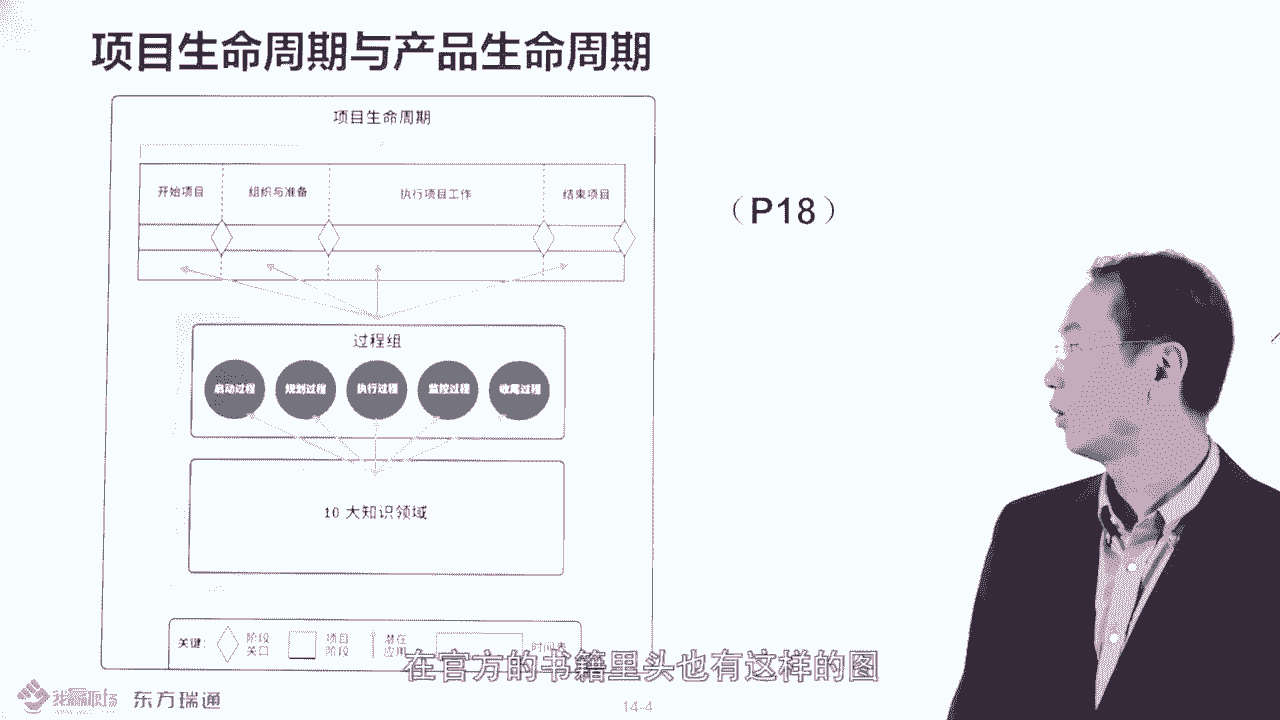 项目生命周期与产品生命周期
项目生命周期
开始项目 组织与准备 执行项目工作 结束项目
（P18）
过程组
启动过程 规划过程 执行过程 监控过程 收尾过程
10 大知识领域
关键： 阶段关口 项目阶段 潜在应用 时间表
在官方的书籍里头也有这样的图
东方瑞通
14-4